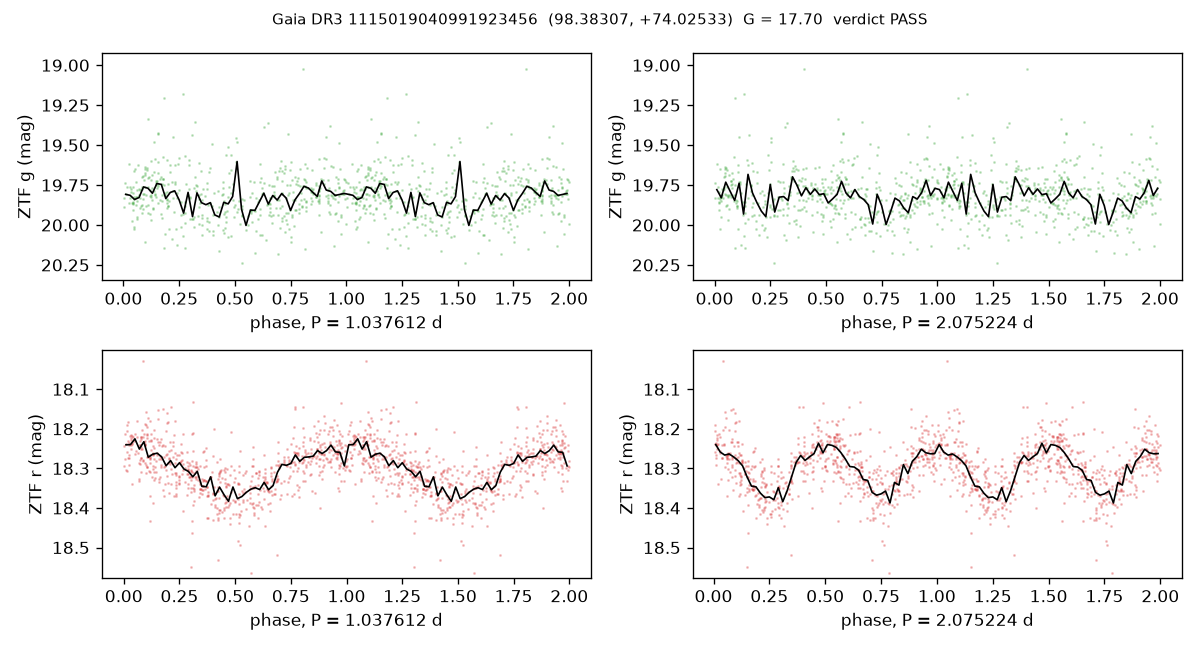 Gaia DR3 1115019040991923456  (98.38307, +74.02533)  G = 17.70  verdict PASS
ZTF g (mag)
19.00
19.25
19.50
19.75
20.00
20.25
0.00 0.25 0.50 0.75 1.00 1.25 1.50 1.75 2.00
phase, P = 1.037612 d
ZTF g (mag)
19.00
19.25
19.50
19.75
20.00
20.25
0.00 0.25 0.50 0.75 1.00 1.25 1.50 1.75 2.00
phase, P = 2.075224 d
ZTF r (mag)
18.1
18.2
18.3
18.4
18.5
0.00 0.25 0.50 0.75 1.00 1.25 1.50 1.75 2.00
phase, P = 1.037612 d
ZTF r (mag)
18.1
18.2
18.3
18.4
18.5
0.00 0.25 0.50 0.75 1.00 1.25 1.50 1.75 2.00
phase, P = 2.075224 d